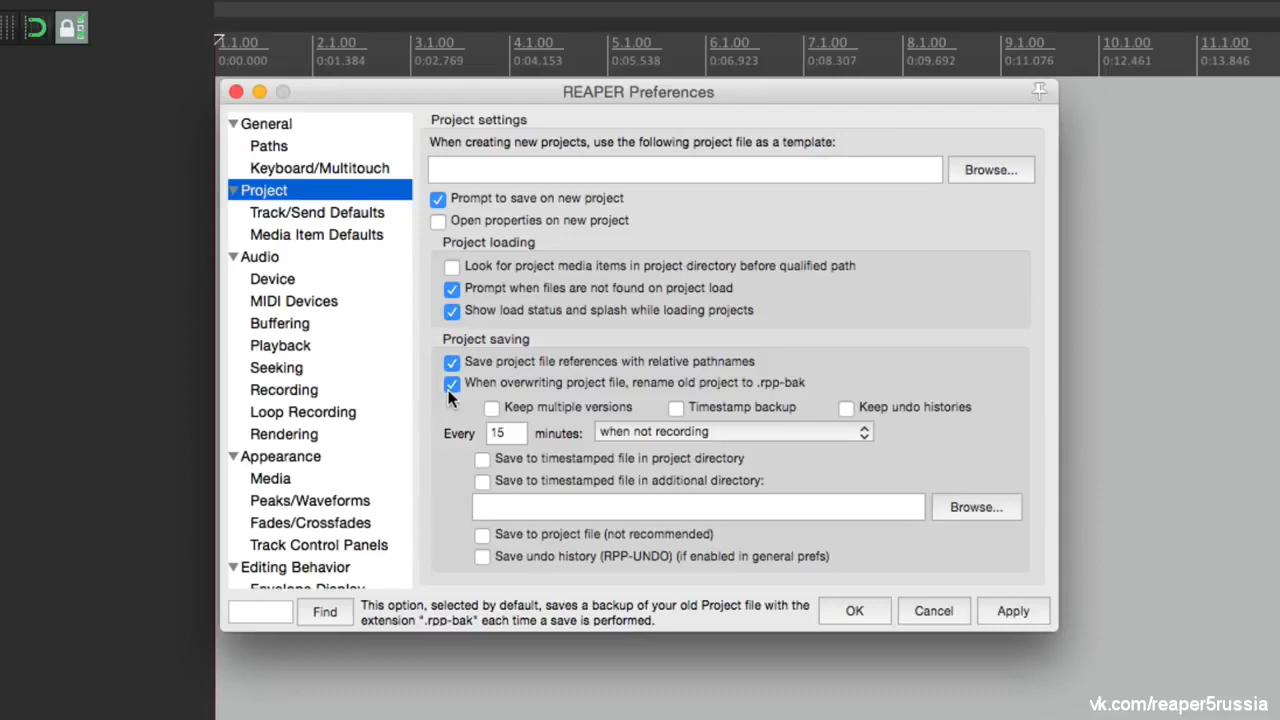 1.1.00 2.1.00 3.1.00 4.1.00 5.1.00 6.1.00 7.1.00 8.1.00 9.1.00 10.1.00 11.1.00
0:00.000 0:01.384 0:02.769 0:04.153 0:05.538 0:06.923 0:08.307 0:09.692 0:11.076 0:12.461 0:13.846
REAPER Preferences
General
Paths
Keyboard/Multitouch
Project
Track/Send Defaults
Media Item Defaults
Audio
Device
MIDI Devices
Buffering
Playback
Seeking
Recording
Loop Recording
Rendering
Appearance
Media
Peaks/Waveforms
Fades/Crossfades
Track Control Panels
Editing Behavior
Envelope Display
Project settings
When creating new projects, use the following project file as a template:
Browse...
Prompt to save on new project
Open properties on new project
Project loading
Look for project media items in project directory before qualified path
Prompt when files are not found on project load
Show load status and splash while loading projects
Project saving
Save project file references with relative pathnames
When overwriting project file, rename old project to .rpp-bak
Keep multiple versions Timestamp backup Keep undo histories
Every 15 minutes: when not recording
Save to timestamped file in project directory
Save to timestamped file in additional directory:
Browse...
Save to project file (not recommended)
Save undo history (RPP-UNDO) (if enabled in general prefs)
Find
This option, selected by default, saves a backup of your old Project file with the
extension ".rpp-bak" each time a save is performed.
OK Cancel Apply
vk.com/reaper5russia